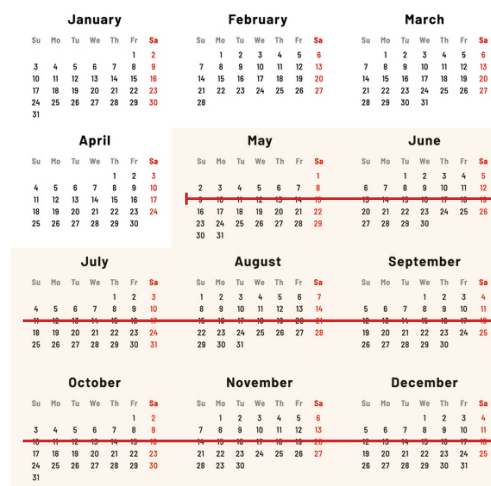 January
Su Mo Tu We Th Fr Sa
1 2
3 4 5 6 7 8 9
10 11 12 13 14 15 16
17 18 19 20 21 22 23
24 25 26 27 28 29 30
31
February
Su Mo Tu We Th Fr Sa
1 2 3 4 5 6
7 8 9 10 11 12 13
14 15 16 17 18 19 20
21 22 23 24 25 26 27
28
March
Su Mo Tu We Th Fr Sa
1 2 3 4 5 6
7 8 9 10 11 12 13
14 15 16 17 18 19 20
21 22 23 24 25 26 27
28 29 30 31
April
Su Mo Tu We Th Fr Sa
1 2 3
4 5 6 7 8 9 10
11 12 13 14 15 16 17
18 19 20 21 22 23 24
25 26 27 28 29 30
May
Su Mo Tu We Th Fr Sa
1
2 3 4 5 6 7 8
9 10 11 12 13 14 15
16 17 18 19 20 21 22
23 24 25 26 27 28 29
30 31
June
Su Mo Tu We Th Fr Sa
1 2 3 4 5
6 7 8 9 10 11 12
13 14 15 16 17 18 19
20 21 22 23 24 25 26
27 28 29 30
July
Su Mo Tu We Th Fr Sa
1 2 3
4 5 6 7 8 9 10
11 12 13 14 15 16 17
18 19 20 21 22 23 24
25 26 27 28 29 30 31
August
Su Mo Tu We Th Fr Sa
1 2 3 4 5 6 7
8 9 10 11 12 13 14
15 16 17 18 19 20 21
22 23 24 25 26 27 28
29 30 31
September
Su Mo Tu We Th Fr Sa
1 2 3 4
5 6 7 8 9 10 11
12 13 14 15 16 17 18
19 20 21 22 23 24 25
26 27 28 29 30
October
Su Mo Tu We Th Fr Sa
1 2
3 4 5 6 7 8 9
10 11 12 13 14 15 16
17 18 19 20 21 22 23
24 25 26 27 28 29 30
31
November
Su Mo Tu We Th Fr Sa
1 2 3 4 5 6
7 8 9 10 11 12 13
14 15 16 17 18 19 20
21 22 23 24 25 26 27
28 29 30
December
Su Mo Tu We Th Fr Sa
1 2 3 4
5 6 7 8 9 10 11
12 13 14 15 16 17 18
19 20 21 22 23 24 25
26 27 28 29 30 31